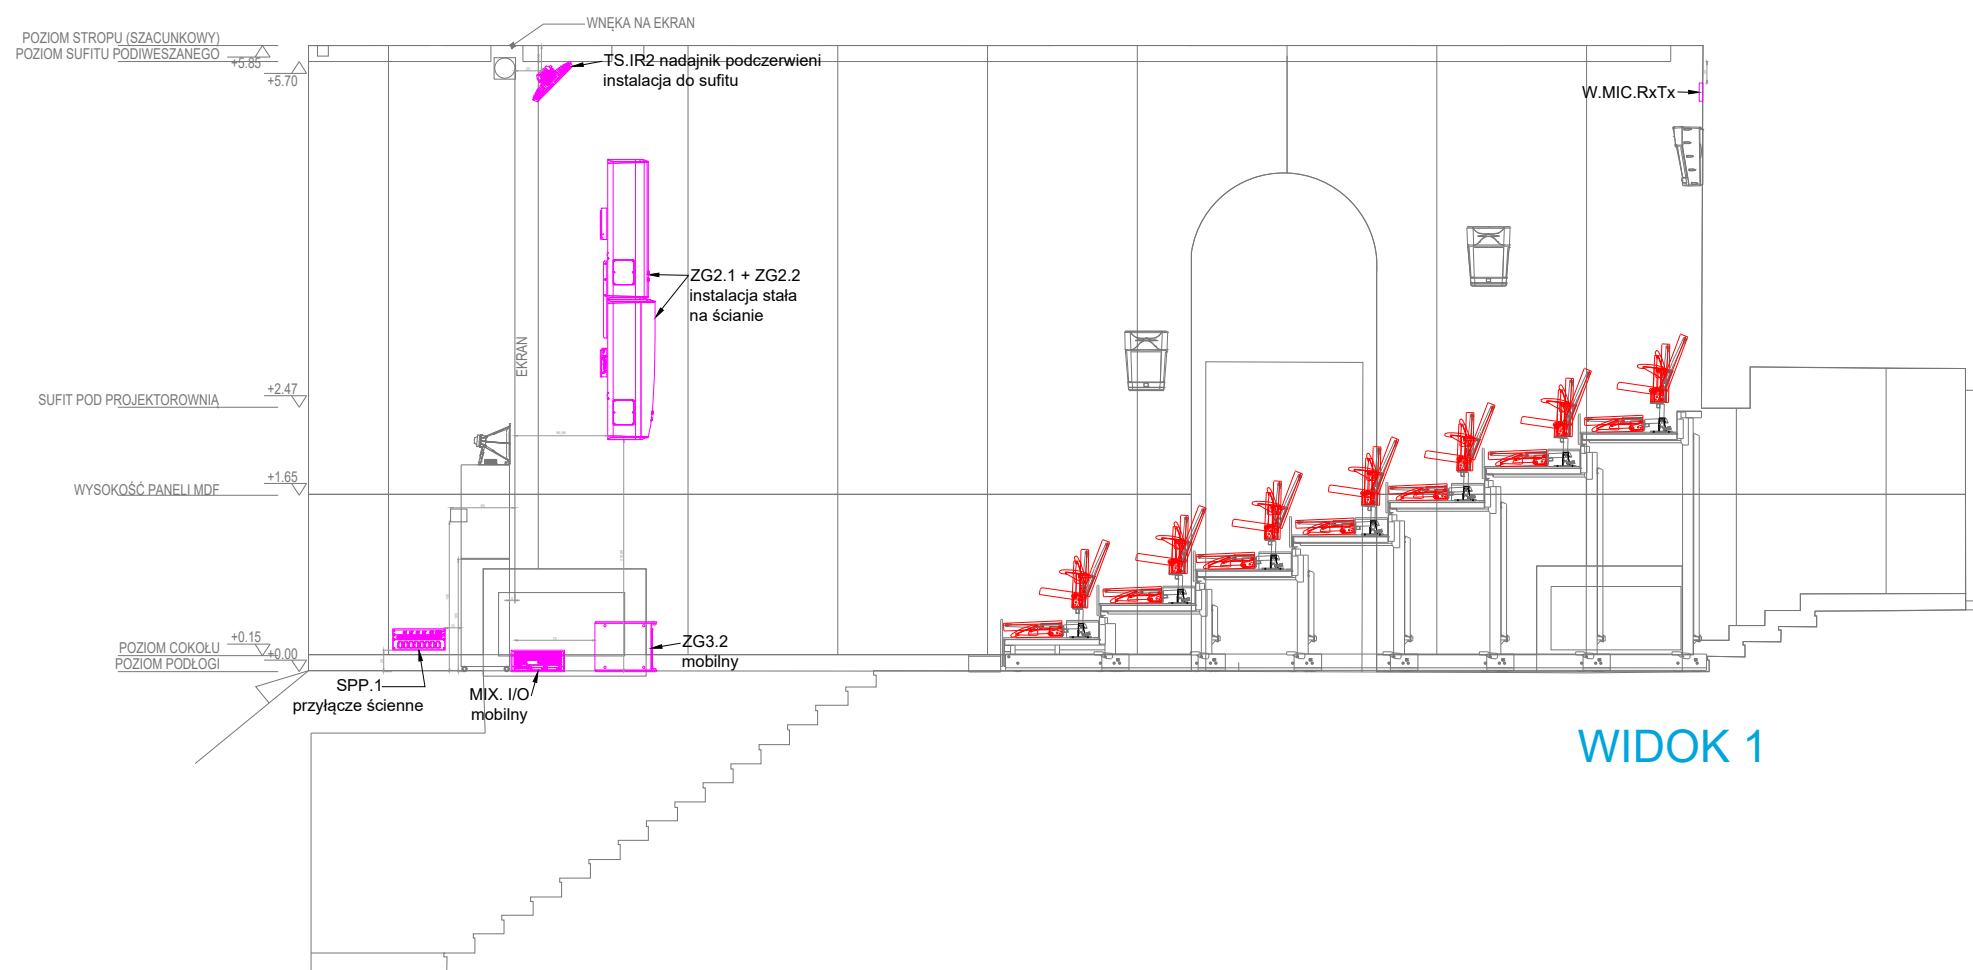 WNĘKA NA EKRAN
POZIOM STROPU (SZACUNKOWY)
POZIOM SUFITU PODIWESZANEGO
+5.85
+5.70
TS.IR2 nadajnik podczerwieni
instalacja do sufitu
W.MIC.RxTx
ZG2.1 + ZG2.2
instalacja stała
na ścianie
EKRAN
+2.47
SUFIT POD PROJEKTOROWNIA
+1.65
WYSOKOŚĆ PANELI MDF
+0.15
POZIOM COKOŁU
+0.00
POZIOM PODŁOGI
ZG3.2
mobilny
SPP.1
przyłącze ścienne
MIX. I/O
mobilny
WIDOK 1